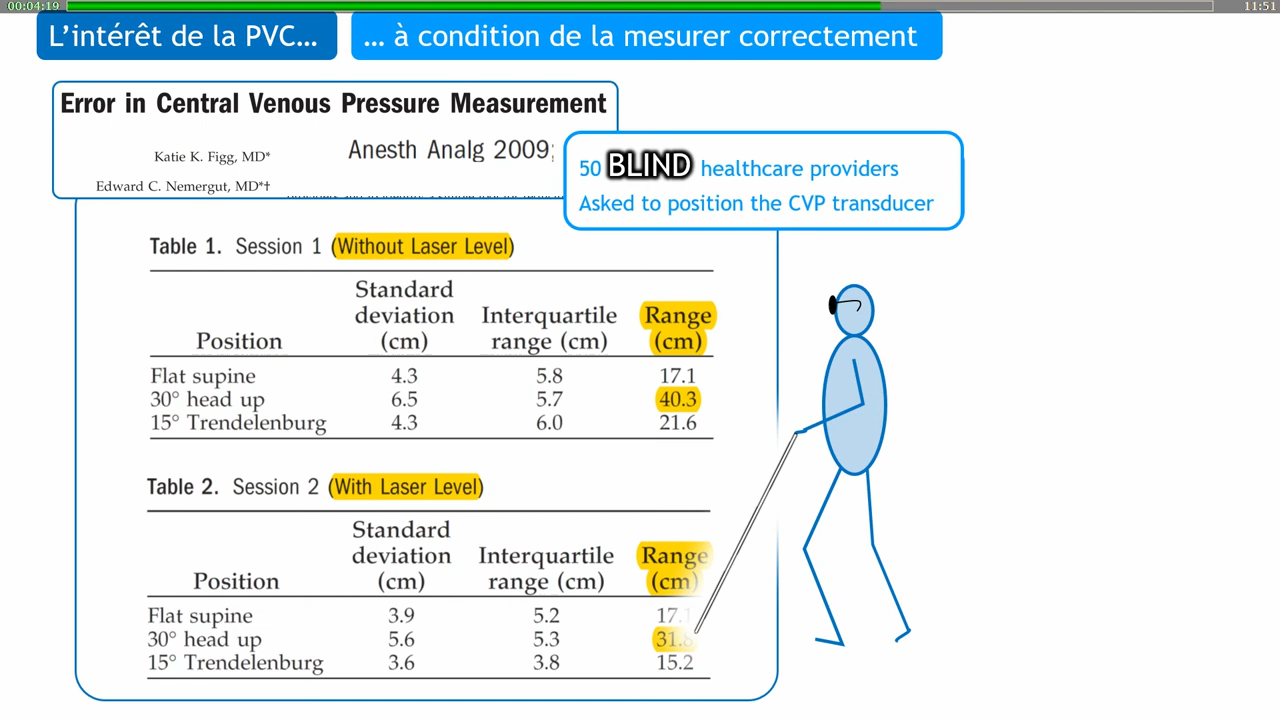 00:04:19
11:51
L’intérêt de la PVC…
… à condition de la mesurer correctement
Error in Central Venous Pressure Measurement
Katie K. Figg, MD*
Anesth Analg 2009;
Edward C. Nemergut, MD*†
50 BLIND healthcare providers
Asked to position the CVP transducer
Table 1. Session 1 (Without Laser Level)
Position Standard deviation (cm) Interquartile range (cm) Range (cm)
Flat supine 4.3 5.8 17.1
30° head up 6.5 5.7 40.3
15° Trendelenburg 4.3 6.0 21.6
Table 2. Session 2 (With Laser Level)
Position Standard deviation (cm) Interquartile range (cm) Range (cm)
Flat supine 3.9 5.2 17.1
30° head up 5.6 5.3 31.8
15° Trendelenburg 3.6 3.8 15.2